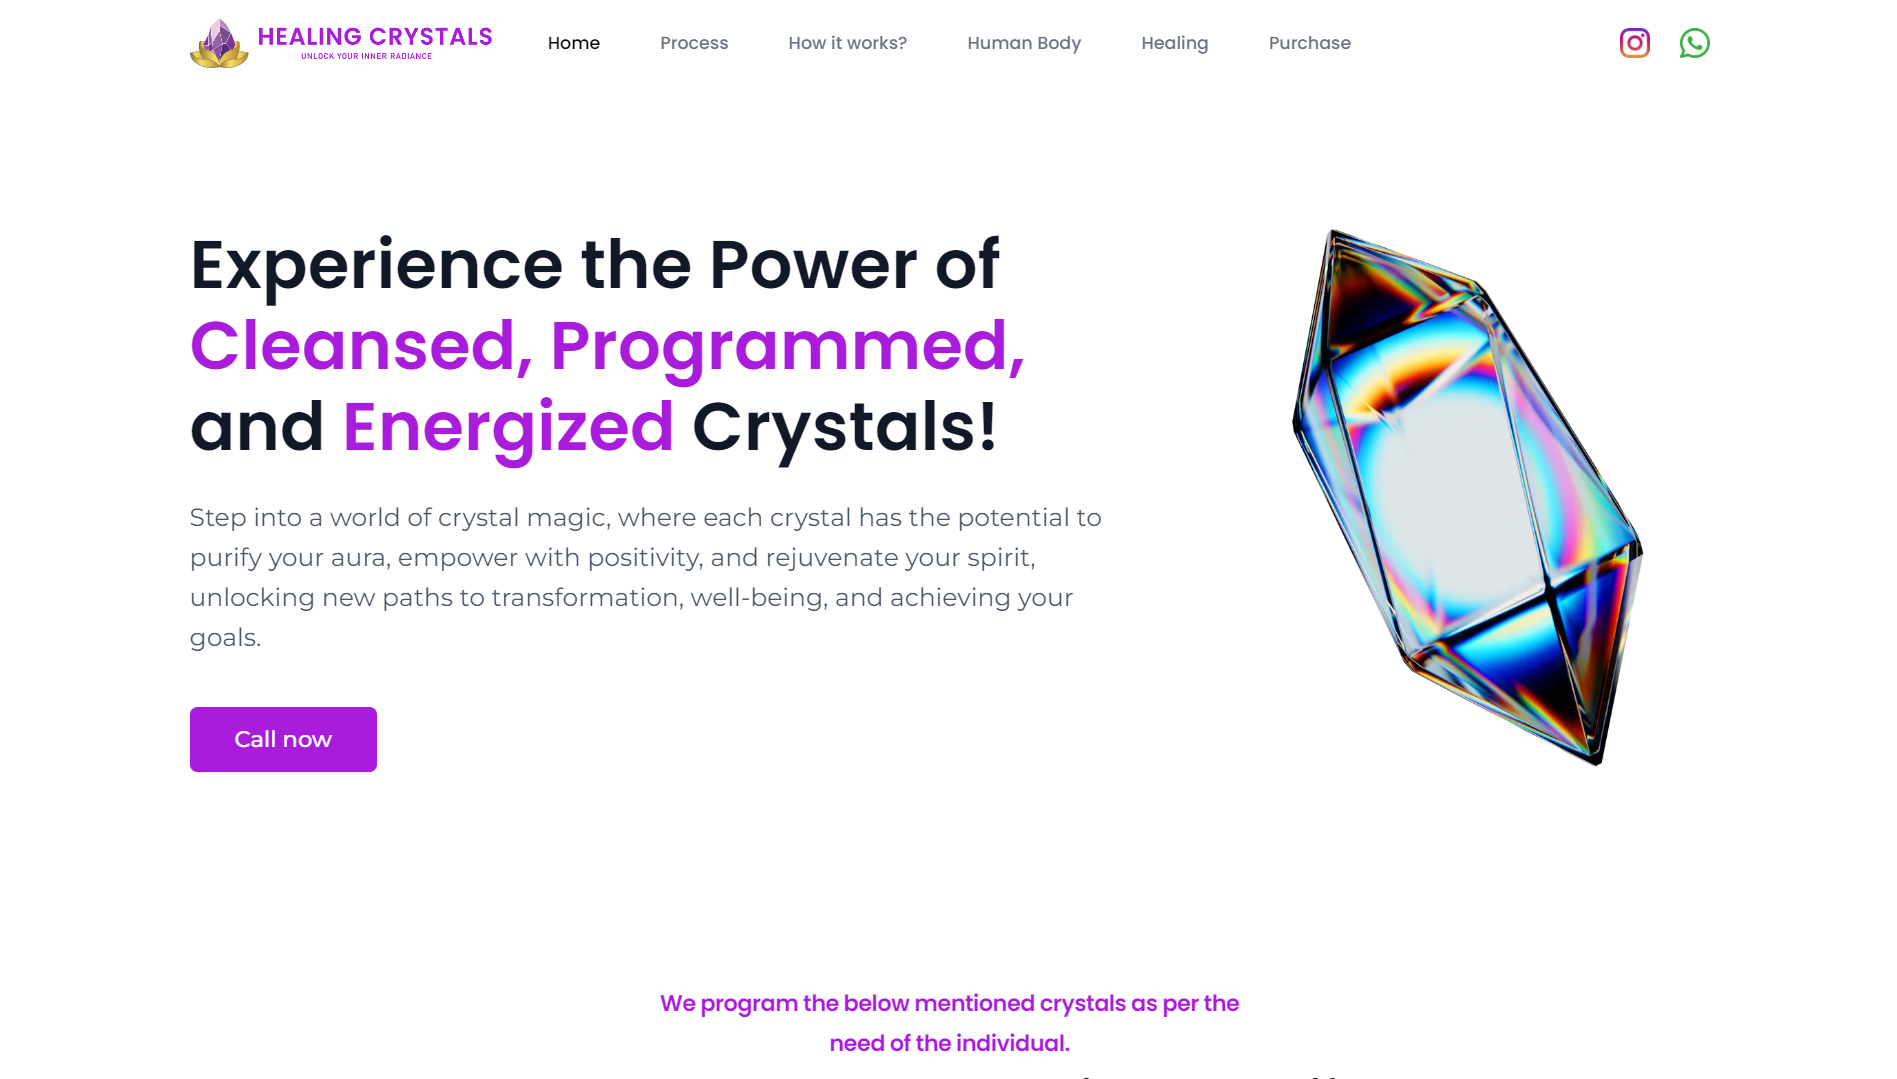 HEALING CRYSTALS
UNLOCK YOUR INNER RADIANCE
Home
Process
How it works?
Human Body
Healing
Purchase
Experience the Power of
Cleansed, Programmed,
and Energized Crystals!
Step into a world of crystal magic, where each crystal has the potential to
purify your aura, empower with positivity, and rejuvenate your spirit,
unlocking new paths to transformation, well-being, and achieving your
goals.
Call now
We program the below mentioned crystals as per the
need of the individual.